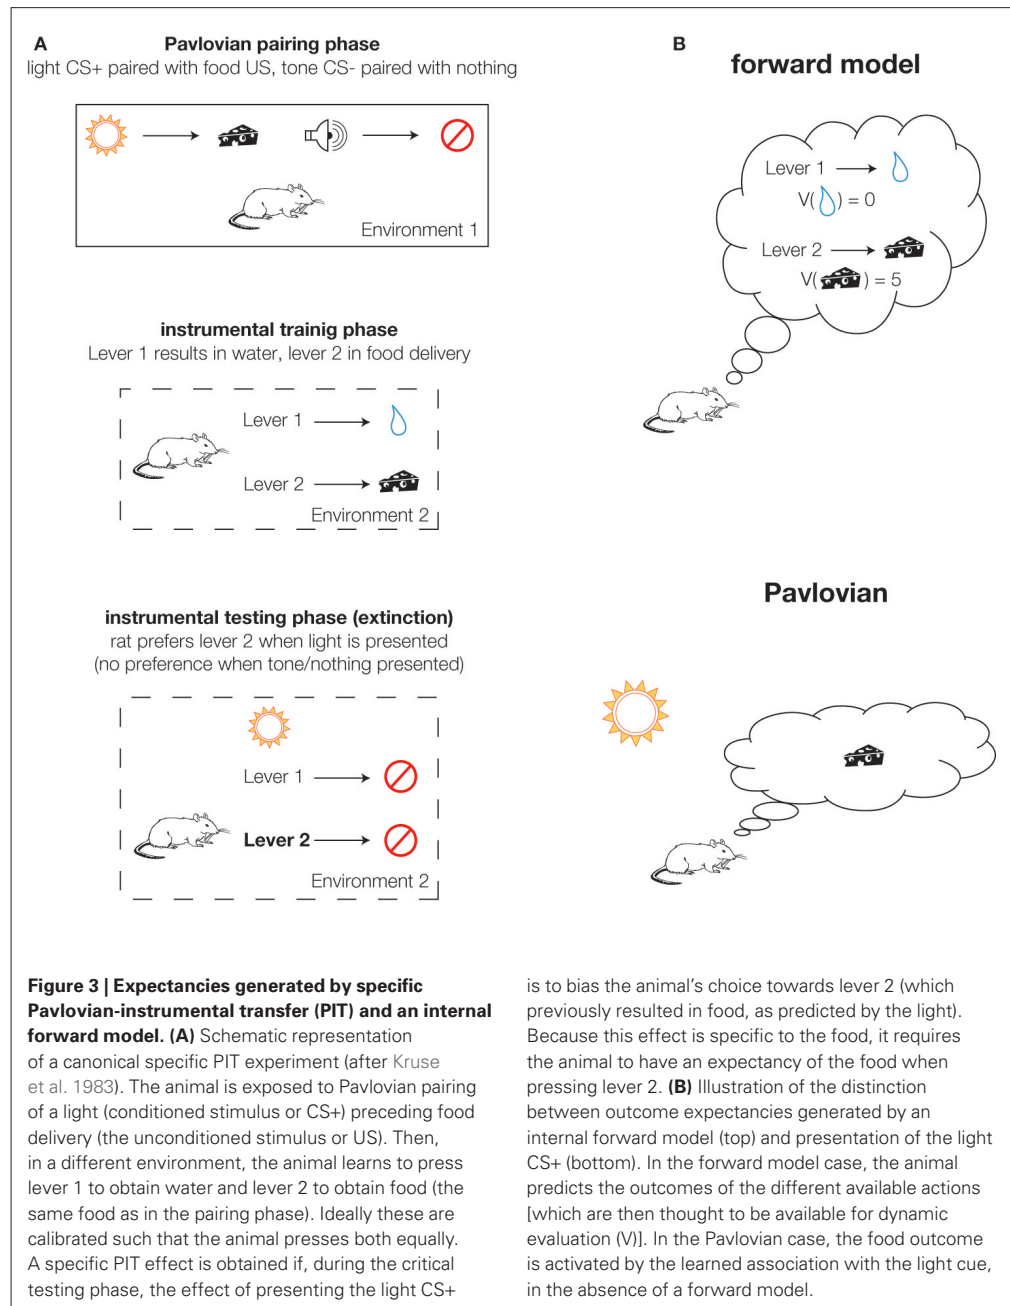 A
Pavlovian pairing phase
light CS+ paired with food US, tone CS- paired with nothing
Environment 1
instrumental trainig phase
Lever 1 results in water, lever 2 in food delivery
Lever 1
Lever 2
Environment 2
instrumental testing phase (extinction)
rat prefers lever 2 when light is presented
(no preference when tone/nothing presented)
Lever 1
Lever 2
Environment 2
B
forward model
Lever 1
V( ) = 0
Lever 2
V( ) = 5
Pavlovian
Figure 3 | Expectancies generated by specific
Pavlovian-instrumental transfer (PIT) and an internal
forward model. (A) Schematic representation
of a canonical specific PIT experiment (after Kruse
et al. 1983). The animal is exposed to Pavlovian pairing
of a light (conditioned stimulus or CS+) preceding food
delivery (the unconditioned stimulus or US). Then,
in a different environment, the animal learns to press
lever 1 to obtain water and lever 2 to obtain food (the
same food as in the pairing phase). Ideally these are
calibrated such that the animal presses both equally.
A specific PIT effect is obtained if, during the critical
testing phase, the effect of presenting the light CS+
is to bias the animal's choice towards lever 2 (which
previously resulted in food, as predicted by the light).
Because this effect is specific to the food, it requires
the animal to have an expectancy of the food when
pressing lever 2. (B) Illustration of the distinction
between outcome expectancies generated by an
internal forward model (top) and presentation of the light
CS+ (bottom). In the forward model case, the animal
predicts the outcomes of the different available actions
[which are then thought to be available for dynamic
evaluation (V)]. In the Pavlovian case, the food outcome
is activated by the learned association with the light cue,
in the absence of a forward model.